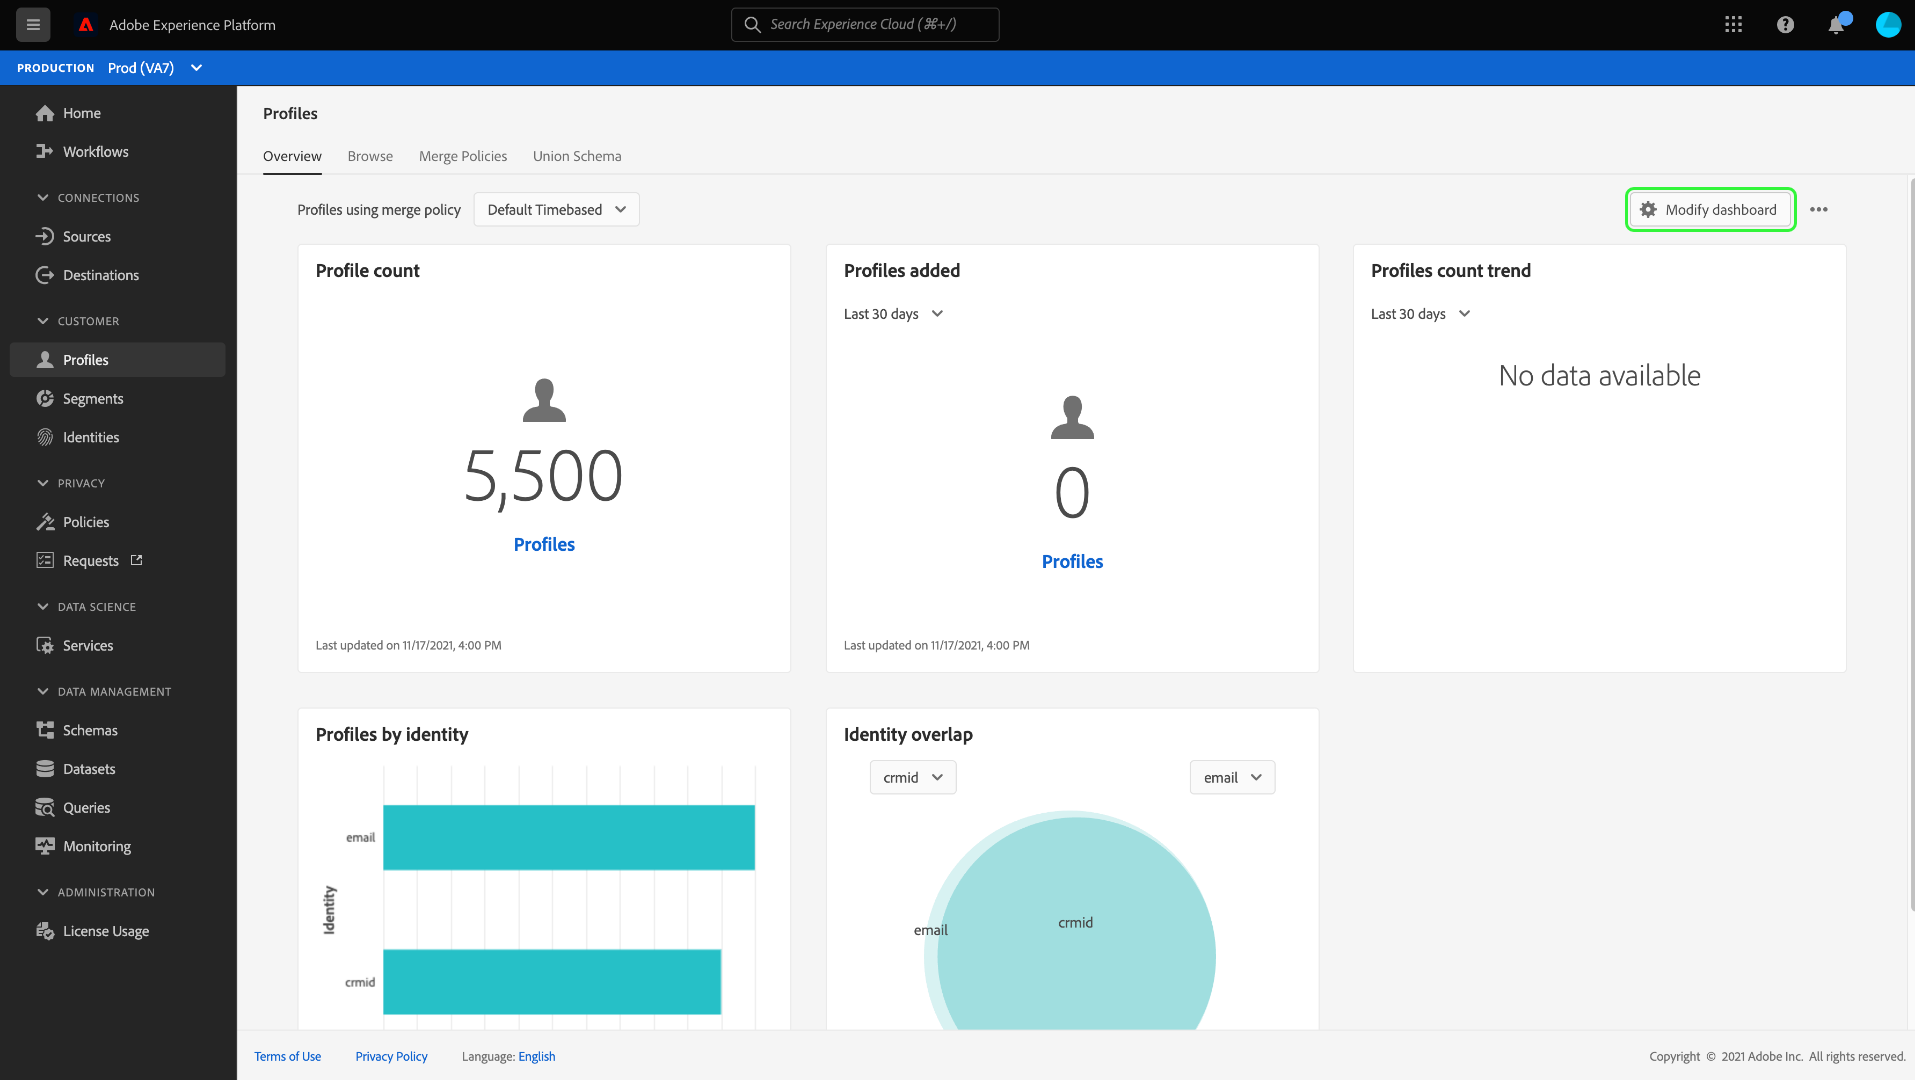 Adobe Experience Platform
Search Experience Cloud (⌘+/)
PRODUCTION Prod (VA7)
Home
Workflows
CONNECTIONS
Sources
Destinations
CUSTOMER
Profiles
Segments
Identities
PRIVACY
Policies
Requests
DATA SCIENCE
Services
DATA MANAGEMENT
Schemas
Datasets
Queries
Monitoring
ADMINISTRATION
License Usage
Profiles
Overview Browse Merge Policies Union Schema
Profiles using merge policy Default Timebased
Modify dashboard
Profile count
5,500
Profiles
Last updated on 11/17/2021, 4:00 PM
Profiles added
Last 30 days
0
Profiles
Last updated on 11/17/2021, 4:00 PM
Profiles count trend
Last 30 days
No data available
Profiles by identity
Identity
email
crmid
Identity overlap
crmid email
email
crmid
Terms of Use Privacy Policy Language: English
Copyright © 2021 Adobe Inc. All rights reserved.